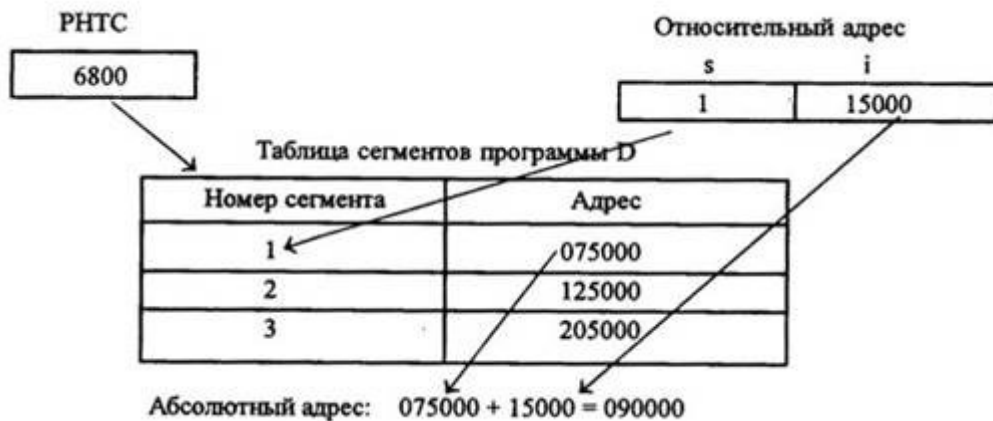 РНТС
6800
Относительный адрес
s i
1 15000
Таблица сегментов программы D
Номер сегмента Адрес
1 075000
2 125000
3 205000
Абсолютный адрес: 075000 + 15000 = 090000